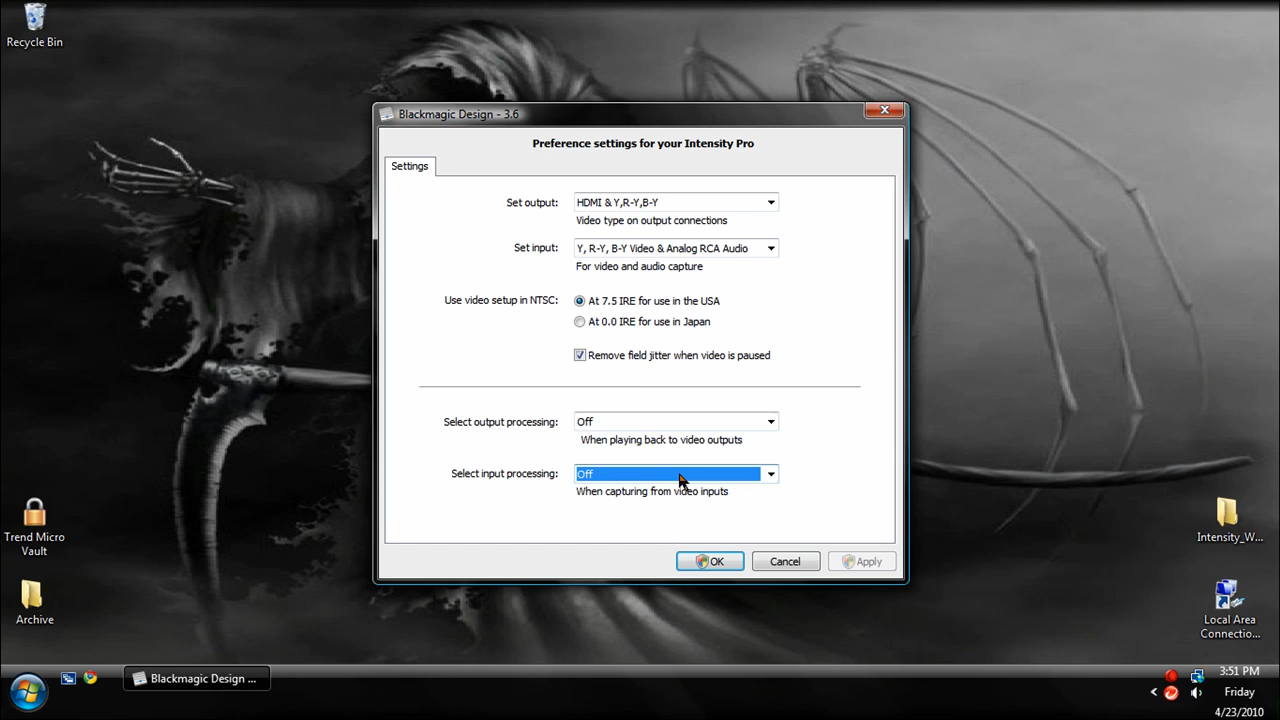 Recycle Bin
Blackmagic Design - 3.6
Preference settings for your Intensity Pro
Settings
Set output: HDMI & Y,R-Y,B-Y
Video type on output connections
Set input: Y, R-Y, B-Y Video & Analog RCA Audio
For video and audio capture
Use video setup in NTSC: At 7.5 IRE for use in the USA
At 0.0 IRE for use in Japan
Remove field jitter when video is paused
Select output processing: Off
When playing back to video outputs
Select input processing: Off
When capturing from video inputs
OK Cancel Apply
Trend Micro
Vault
Archive
Intensity_W...
Local Area
Connectio...
Blackmagic Design ...
3:51 PM
Friday
4/23/2010